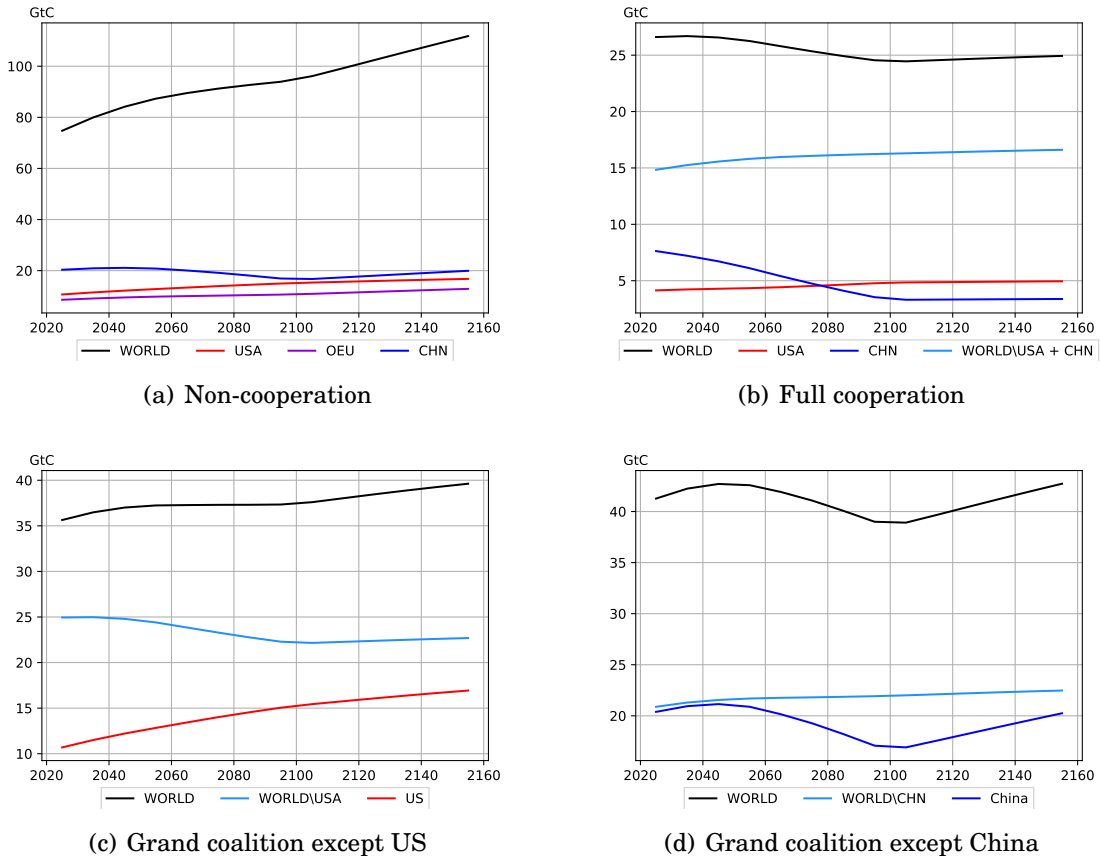 GtC
100
80
60
40
20
2020 2040 2060 2080 2100 2120 2140 2160
WORLD USA OEU CHN
(a) Non-cooperation
GtC
25
20
15
10
5
2020 2040 2060 2080 2100 2120 2140 2160
WORLD USA CHN WORLD\USA + CHN
(b) Full cooperation
GtC
40
35
30
25
20
15
10
2020 2040 2060 2080 2100 2120 2140 2160
WORLD WORLD\USA US
(c) Grand coalition except US
GtC
40
35
30
25
20
2020 2040 2060 2080 2100 2120 2140 2160
WORLD WORLD\CHN China
(d) Grand coalition except China